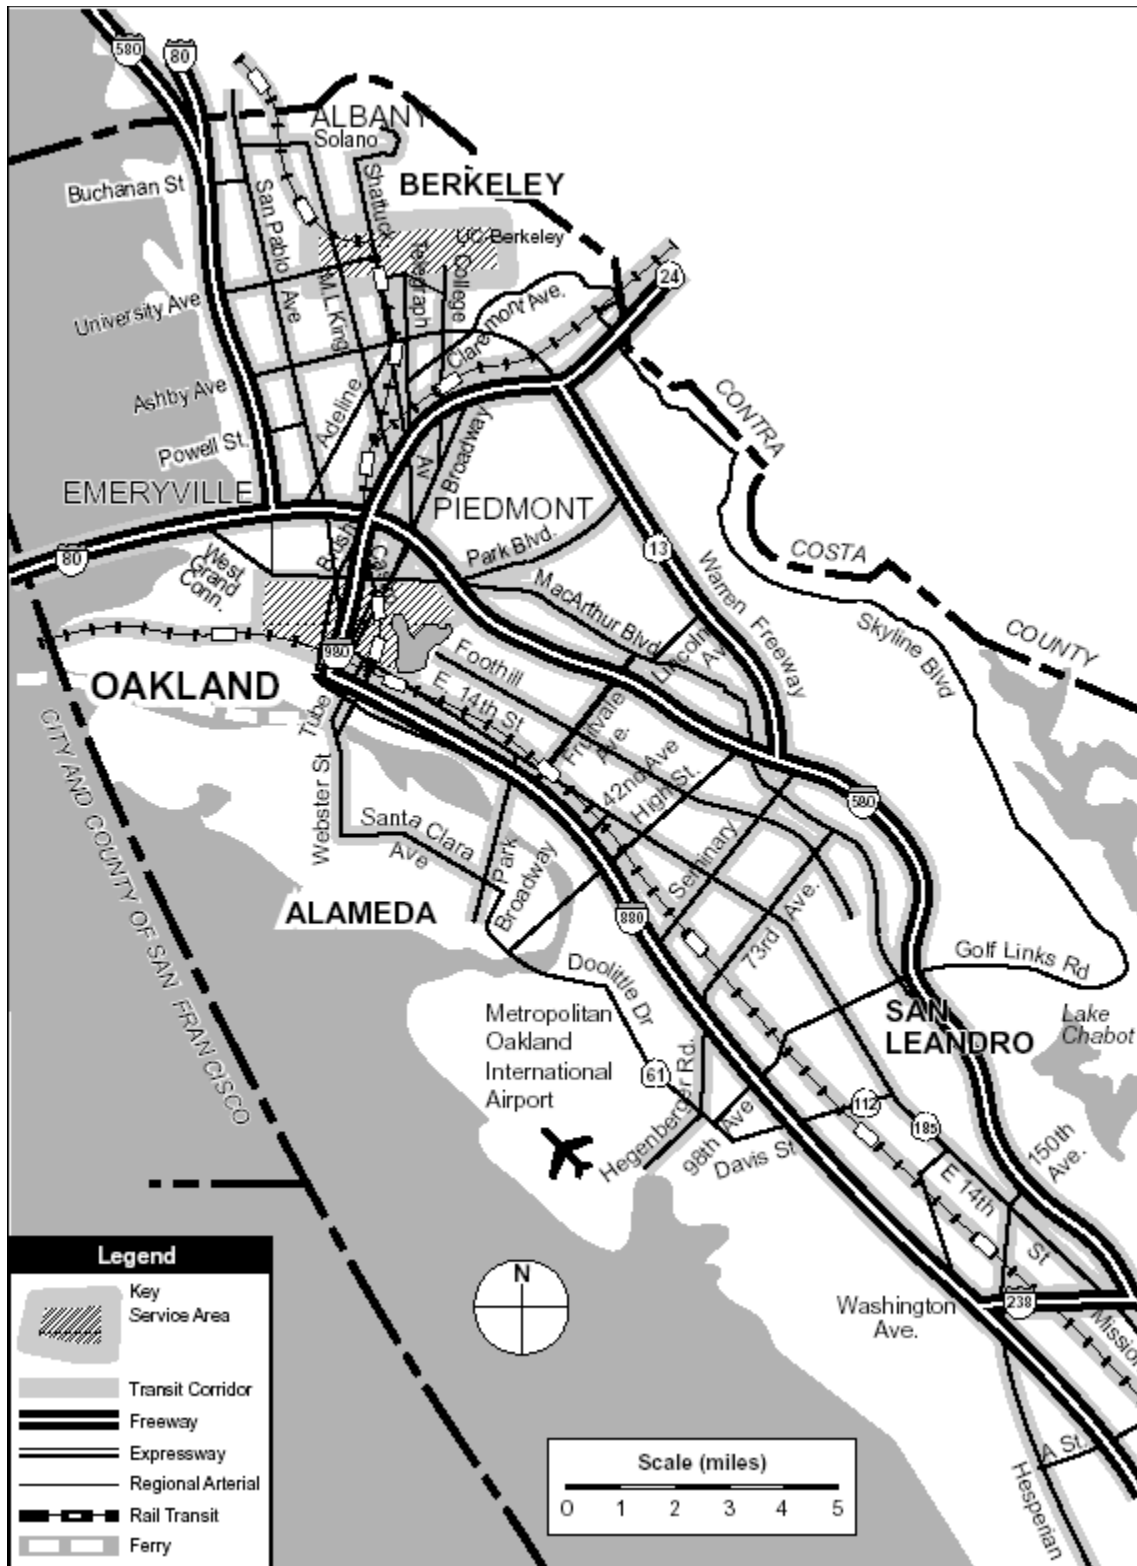 580
80
ALBANY
Solano
Buchanan St
BERKELEY
Shattuck
San Pablo Ave
UC-Berkeley
Telegraph
College
24
M.L.King
University Ave
Claremont Ave.
Ashby Ave
Adeline
Powell St.
Av
Broadway
CONTRA
COSTA
COUNTY
EMERYVILLE
PIEDMONT
Park Blvd.
13
80
West
Grand
Conn.
Brush
Castro
MacArthur Blvd
Warren Freeway
Lincoln
Ave
Skyline Blvd
980
OAKLAND
Foothill
E. 14th St
Tube
Webster St
Fruitvale
Ave.
42nd Ave
High St.
580
Santa Clara
Ave
Park
Broadway
Seminary
ALAMEDA
880
73rd Ave.
CITY AND COUNTY OF SAN FRANCISCO
Doolittle Dr
Golf Links Rd
Metropolitan
Oakland
International
Airport
SAN
LEANDRO
Lake
Chabot
61
Hegenberger Rd.
98th Ave
Davis St
112
185
150th
Ave.
E 14th
St
Washington
Ave.
238
Mission
A St.
Hesperian
N
Legend
Key
Service Area
Transit Corridor
Freeway
Expressway
Regional Arterial
Rail Transit
Ferry
Scale (miles)
0 1 2 3 4 5